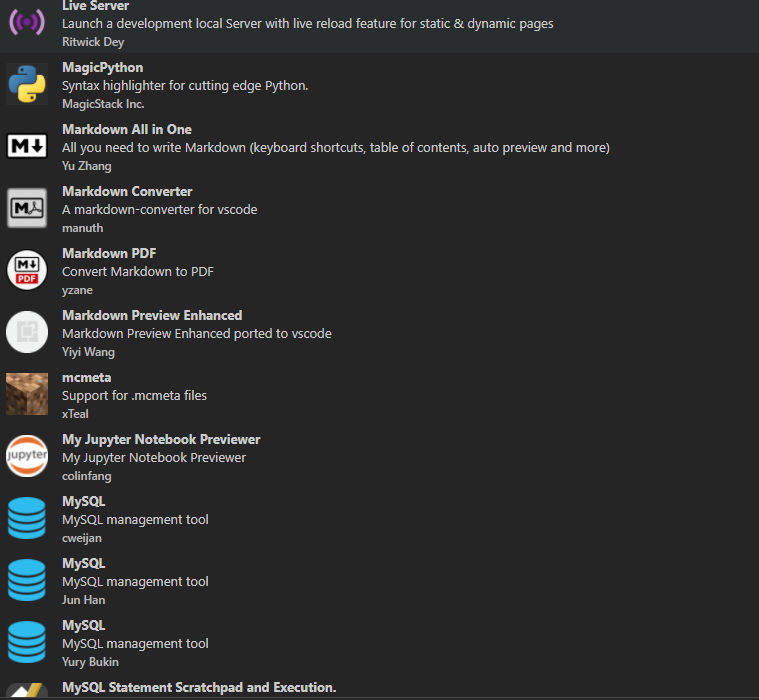 Live Server
Launch a development local Server with live reload feature for static & dynamic pages
Ritwick Dey
MagicPython
Syntax highlighter for cutting edge Python.
MagicStack Inc.
M↓
Markdown All in One
All you need to write Markdown (keyboard shortcuts, table of contents, auto preview and more)
Yu Zhang
M
Markdown Converter
A markdown-converter for vscode
manuth
M↓
PDF
Markdown PDF
Convert Markdown to PDF
yzane
Markdown Preview Enhanced
Markdown Preview Enhanced ported to vscode
Yiyi Wang
mcmeta
Support for .mcmeta files
xTeal
jupyter
My Jupyter Notebook Previewer
My Jupyter Notebook Previewer
colinfang
MySQL
MySQL management tool
cweijan
MySQL
MySQL management tool
Jun Han
MySQL
MySQL management tool
Yury Bukin
MySQL Statement Scratchpad and Execution.